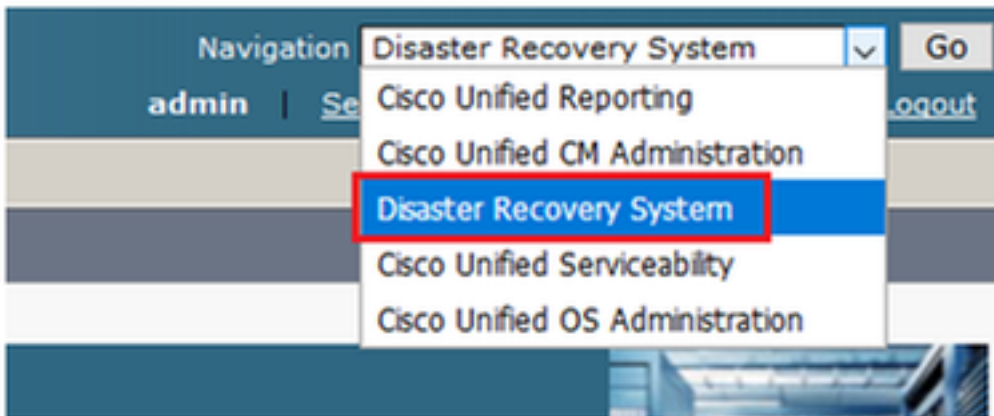 Navigation Disaster Recovery System Go
admin | Se
Logout
Cisco Unified Reporting
Cisco Unified CM Administration
Disaster Recovery System
Cisco Unified Serviceability
Cisco Unified OS Administration